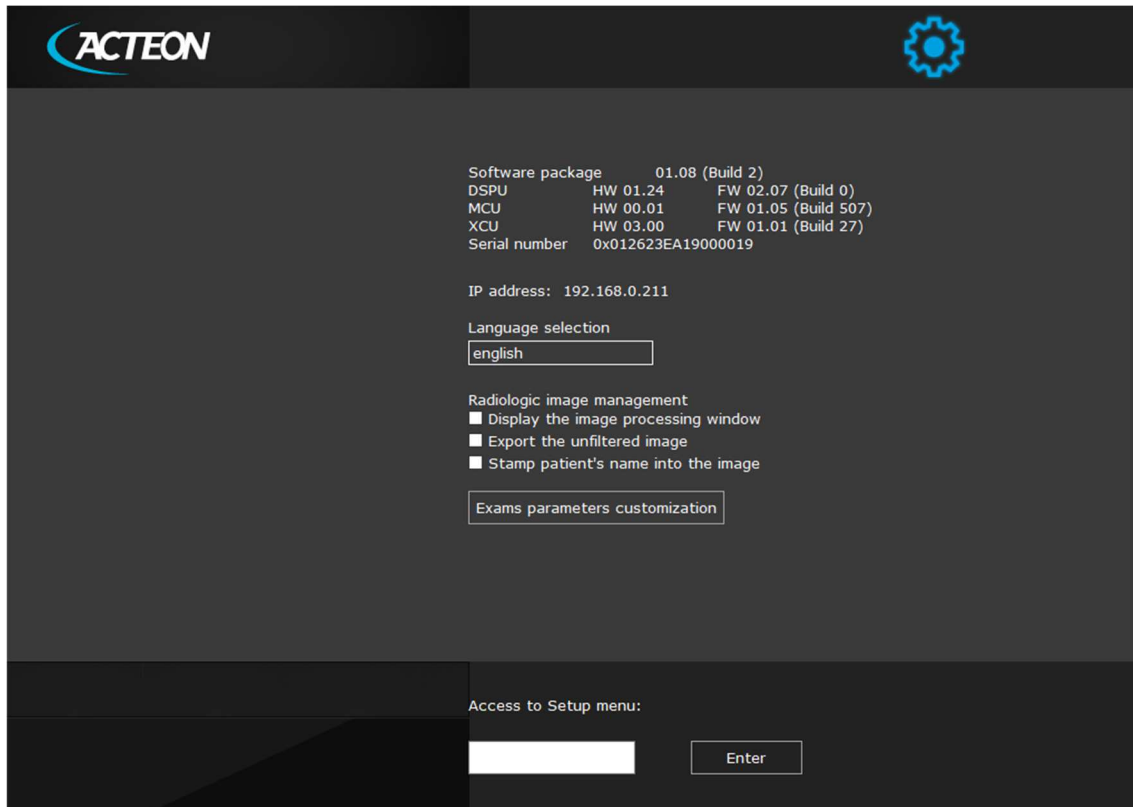 ACTEON
Software package 01.08 (Build 2)
DSPU HW 01.24 FW 02.07 (Build 0)
MCU HW 00.01 FW 01.05 (Build 507)
XCU HW 03.00 FW 01.01 (Build 27)
Serial number 0x012623EA19000019
IP address: 192.168.0.211
Language selection
english
Radiologic image management
Display the image processing window
Export the unfiltered image
Stamp patient's name into the image
Exams parameters customization
Access to Setup menu:
Enter